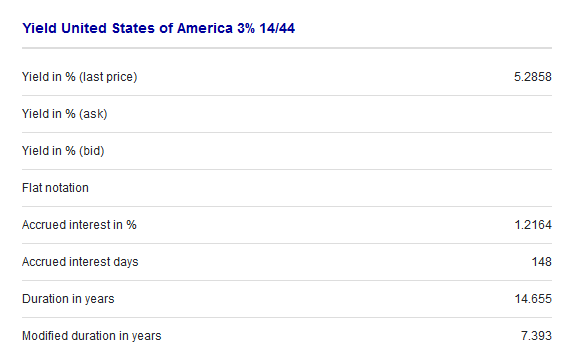 Yield United States of America 3% 14/44
Yield in % (last price) 5.2858
Yield in % (ask)
Yield in % (bid)
Flat notation
Accrued interest in % 1.2164
Accrued interest days 148
Duration in years 14.655
Modified duration in years 7.393